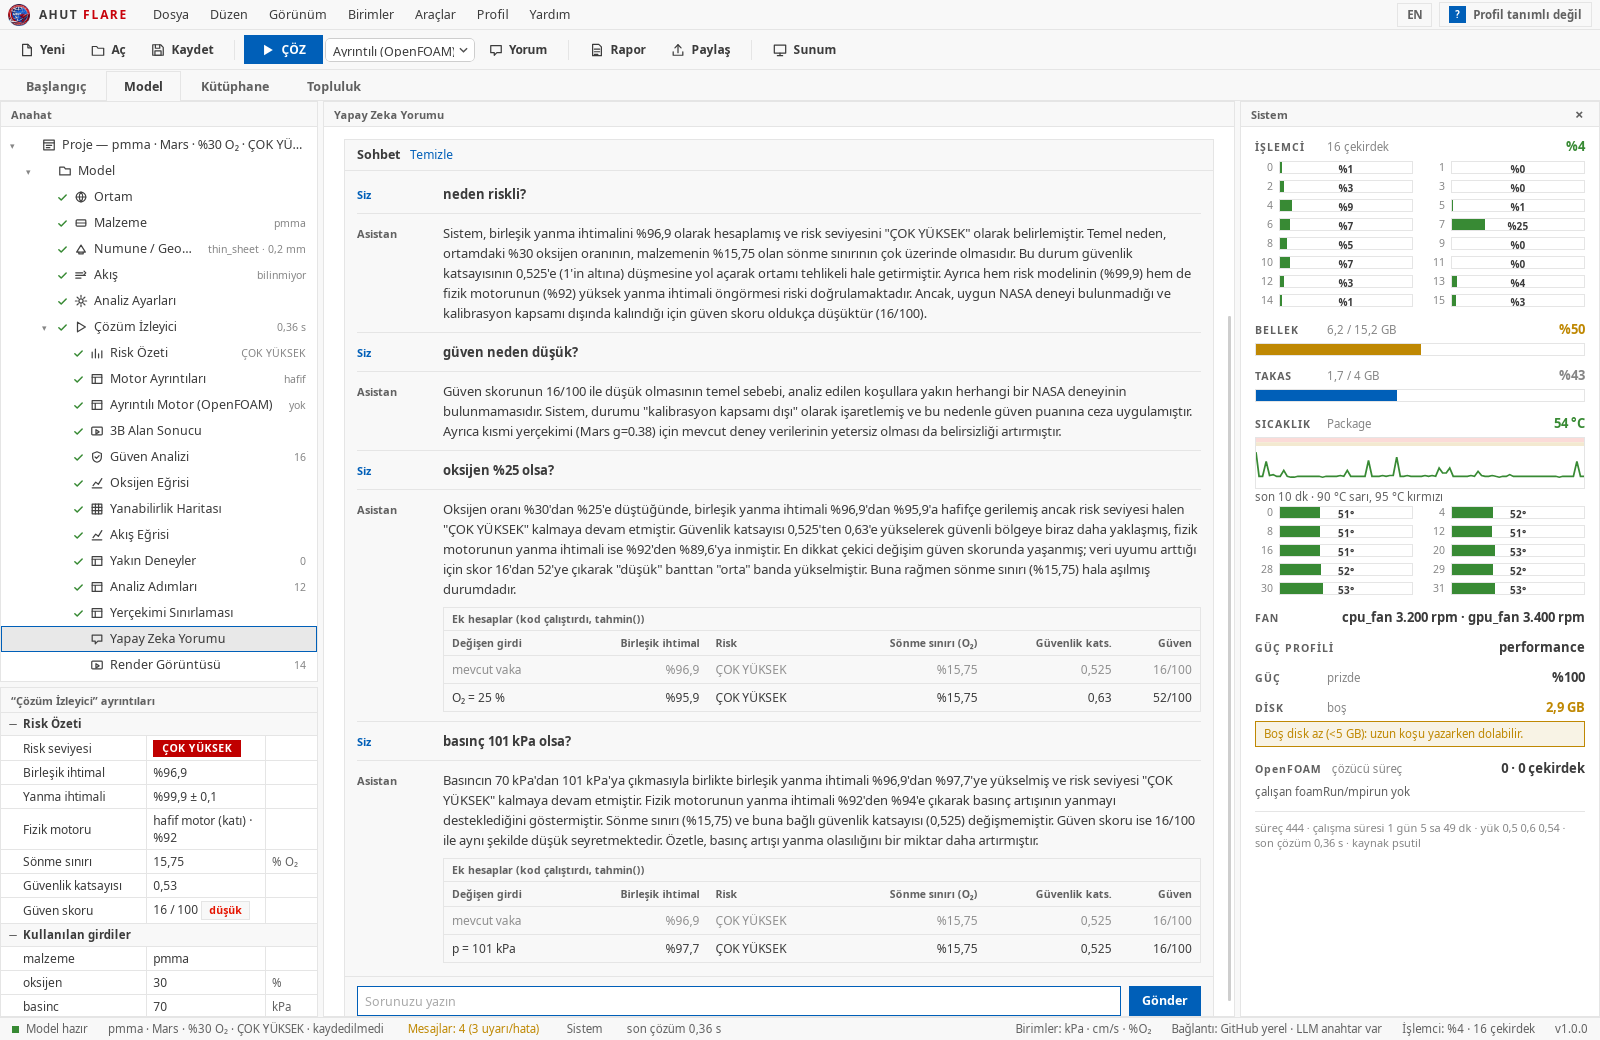 AHUT FLARE Dosya Düzen Görünüm Birimler Araçlar Profil Yardım EN ? Profil tanımlı değil
Yeni Aç Kaydet ÇÖZ Ayrıntılı (OpenFOAM) Yorum Rapor Paylaş Sunum
Başlangıç Model Kütüphane Topluluk
Anahat
Proje — pmma · Mars · %30 O₂ · ÇOK YÜ...
Model
Ortam
Malzeme pmma
Numune / Geo... thin_sheet · 0,2 mm
Akış bilinmiyor
Analiz Ayarları
Çözüm İzleyici 0,36 s
Risk Özeti ÇOK YÜKSEK
Motor Ayrıntıları hafif
Ayrıntılı Motor (OpenFOAM) yok
3B Alan Sonucu
Güven Analizi 16
Oksijen Eğrisi
Yanabilirlik Haritası
Akış Eğrisi
Yakın Deneyler 0
Analiz Adımları 12
Yerçekimi Sınırlaması
Yapay Zeka Yorumu
Render Görüntüsü 14
“Çözüm İzleyici” ayrıntıları
— Risk Özeti
Risk seviyesi ÇOK YÜKSEK
Birleşik ihtimal %96,9
Yanma ihtimali %99,9 ± 0,1
Fizik motoru hafif motor (katı) ·
%92
Sönme sınırı 15,75 % O₂
Güvenlik katsayısı 0,53
Güven skoru 16 / 100 düşük
— Kullanılan girdiler
malzeme pmma
oksijen 30 %
basinc 70 kPa
Yapay Zeka Yorumu
Sohbet Temizle
Siz neden riskli?
Asistan Sistem, birleşik yanma ihtimalini %96,9 olarak hesaplamış ve risk seviyesini "ÇOK YÜKSEK" olarak belirlemiştir. Temel neden,
ortamdaki %30 oksijen oranının, malzemenin %15,75 olan sönme sınırının çok üzerinde olmasıdır. Bu durum güvenlik
katsayısının 0,525'e (1'in altına) düşmesine yol açarak ortamı tehlikeli hale getirmiştir. Ayrıca hem risk modelinin (%99,9) hem de
fizik motorunun (%92) yüksek yanma ihtimali öngörmesi riski doğrulamaktadır. Ancak, uygun NASA deneyi bulunmadığı ve
kalibrasyon kapsamı dışında kalındığı için güven skoru oldukça düşüktür (16/100).
Siz güven neden düşük?
Asistan Güven skorunun 16/100 ile düşük olmasının temel sebebi, analiz edilen koşullara yakın herhangi bir NASA deneyinin
bulunmamasıdır. Sistem, durumu "kalibrasyon kapsamı dışı" olarak işaretlemiş ve bu nedenle güven puanına ceza uygulamıştır.
Ayrıca kısmi yerçekimi (Mars g=0.38) için mevcut deney verilerinin yetersiz olması da belirsizliği artırmıştır.
Siz oksijen %25 olsa?
Asistan Oksijen oranı %30'dan %25'e düştüğünde, birleşik yanma ihtimali %96,9'dan %95,9'a hafifçe gerilemiş ancak risk seviyesi halen
"ÇOK YÜKSEK" kalmaya devam etmiştir. Güvenlik katsayısı 0,525'ten 0,63'e yükselerek güvenli bölgeye biraz daha yaklaşmış, fizik
motorunun yanma ihtimali ise %92'den %89,6'ya inmiştir. En dikkat çekici değişim güven skorunda yaşanmış; veri uyumu arttığı
için skor 16'dan 52'ye çıkarak "düşük" banttan "orta" banda yükselmiştir. Buna rağmen sönme sınırı (%15,75) hala aşılmış
durumdadır.
Ek hesaplar (kod çalıştırdı, tahmin())
Değişen girdi Birleşik ihtimal Risk Sönme sınırı (O₂) Güvenlik kats. Güven
mevcut vaka %96,9 ÇOK YÜKSEK %15,75 0,525 16/100
O₂ = 25 % %95,9 ÇOK YÜKSEK %15,75 0,63 52/100
Siz basınç 101 kPa olsa?
Asistan Basıncın 70 kPa'dan 101 kPa'ya çıkmasıyla birlikte birleşik yanma ihtimali %96,9'dan %97,7'ye yükselmiş ve risk seviyesi "ÇOK
YÜKSEK" kalmaya devam etmiştir. Fizik motorunun yanma ihtimali %92'den %94'e çıkarak basınç artışının yanmayı
desteklediğini göstermiştir. Sönme sınırı (%15,75) ve buna bağlı güvenlik katsayısı (0,525) değişmemiştir. Güven skoru ise 16/100
ile aynı şekilde düşük seyretmektedir. Özetle, basınç artışı yanma olasılığını bir miktar daha artırmıştır.
Ek hesaplar (kod çalıştırdı, tahmin())
Değişen girdi Birleşik ihtimal Risk Sönme sınırı (O₂) Güvenlik kats. Güven
mevcut vaka %96,9 ÇOK YÜKSEK %15,75 0,525 16/100
p = 101 kPa %97,7 ÇOK YÜKSEK %15,75 0,525 16/100
Sorunuzu yazın Gönder
Sistem ×
İŞLEMCİ 16 çekirdek %4
0 %1 1 %0
2 %3 3 %0
4 %9 5 %1
6 %7 7 %25
8 %5 9 %0
10 %7 11 %0
12 %3 13 %4
14 %1 15 %3
BELLEK 6,2 / 15,2 GB %50
TAKAS 1,7 / 4 GB %43
SICAKLIK Package 54 °C
son 10 dk · 90 °C sarı, 95 °C kırmızı
0 51° 4 52°
8 51° 12 51°
16 51° 20 53°
28 52° 29 52°
30 53° 31 53°
FAN cpu_fan 3.200 rpm · gpu_fan 3.400 rpm
GÜÇ PROFİLİ performance
GÜÇ prizde %100
DİSK boş 2,9 GB
Boş disk az (<5 GB): uzun koşu yazarken dolabilir.
OpenFOAM çözücü süreç 0 · 0 çekirdek
çalışan foamRun/mpirun yok
süreç 444 · çalışma süresi 1 gün 5 sa 49 dk · yük 0,5 0,6 0,54 ·
son çözüm 0,36 s · kaynak psutil
Model hazır pmma · Mars · %30 O₂ · ÇOK YÜKSEK · kaydedilmedi Mesajlar: 4 (3 uyarı/hata) Sistem son çözüm 0,36 s Birimler: kPa · cm/s · %O₂ Bağlantı: GitHub yerel · LLM anahtar var İşlemci: %4 · 16 çekirdek v1.0.0